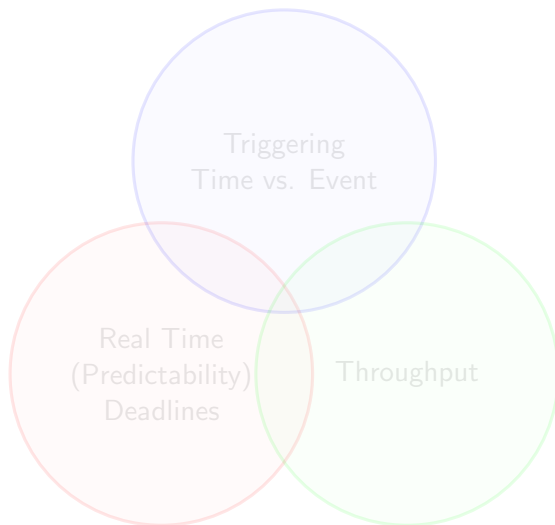 Triggering
Time vs. Event
Real Time
(Predictability)
Deadlines
Throughput